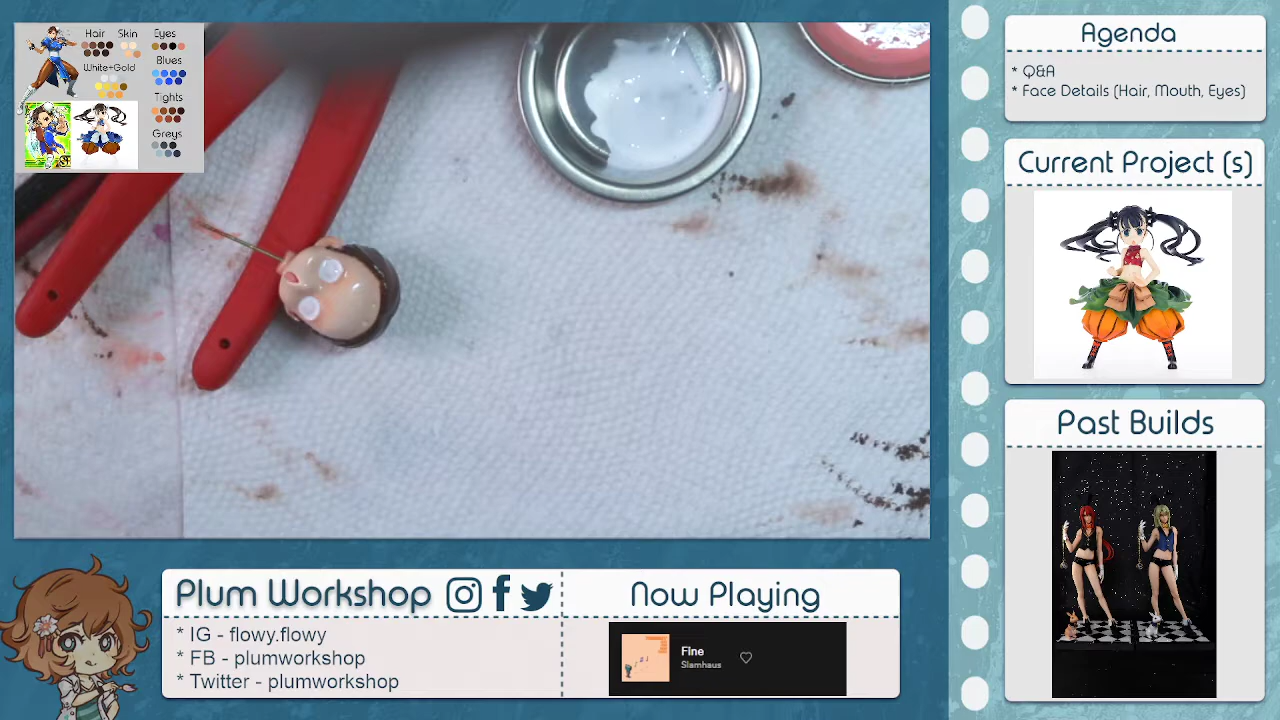 Hair Skin Eyes
White+Gold
Blues
Tights
Greys
Agenda
* Q&A
* Face Details (Hair, Mouth, Eyes)
Current Project (s)
Past Builds
Plum Workshop
* IG - flowy.flowy
* FB - plumworkshop
* Twitter - plumworkshop
Now Playing
FIne
Slamhaus